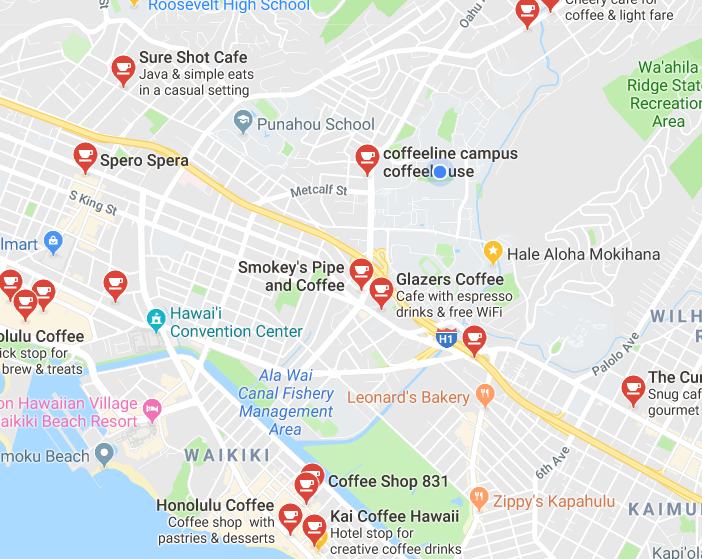 Roosevelt High School
St
Oahu
Cheery cafe for
coffee & light fare
Sure Shot Cafe
Java & simple eats
in a casual setting
Wa'ahila
Ridge State
Recreation
Area
Punahou School
Spero Spera
coffeeline campus
coffeehouse
Metcalf St
S King St
lmart
Hale Aloha Mokihana
Smokey's Pipe
and Coffee
Glazers Coffee
Cafe with espresso
drinks & free WiFi
Hawai'i
Convention Center
olulu Coffee
ick stop for
brew & treats
H1
WILH
Palolo Ave
Ala Wai
Canal Fishery
Management
Area
Leonard's Bakery
The Cur
Snug caf
gourmet
on Hawaiian Village
aikiki Beach Resort
moku Beach
WAIKIKI
6th Ave
Coffee Shop 831
Zippy's Kapahulu
KAIMU
Honolulu Coffee
Coffee shop with
pastries & desserts
Kai Coffee Hawaii
Hotel stop for
creative coffee drinks